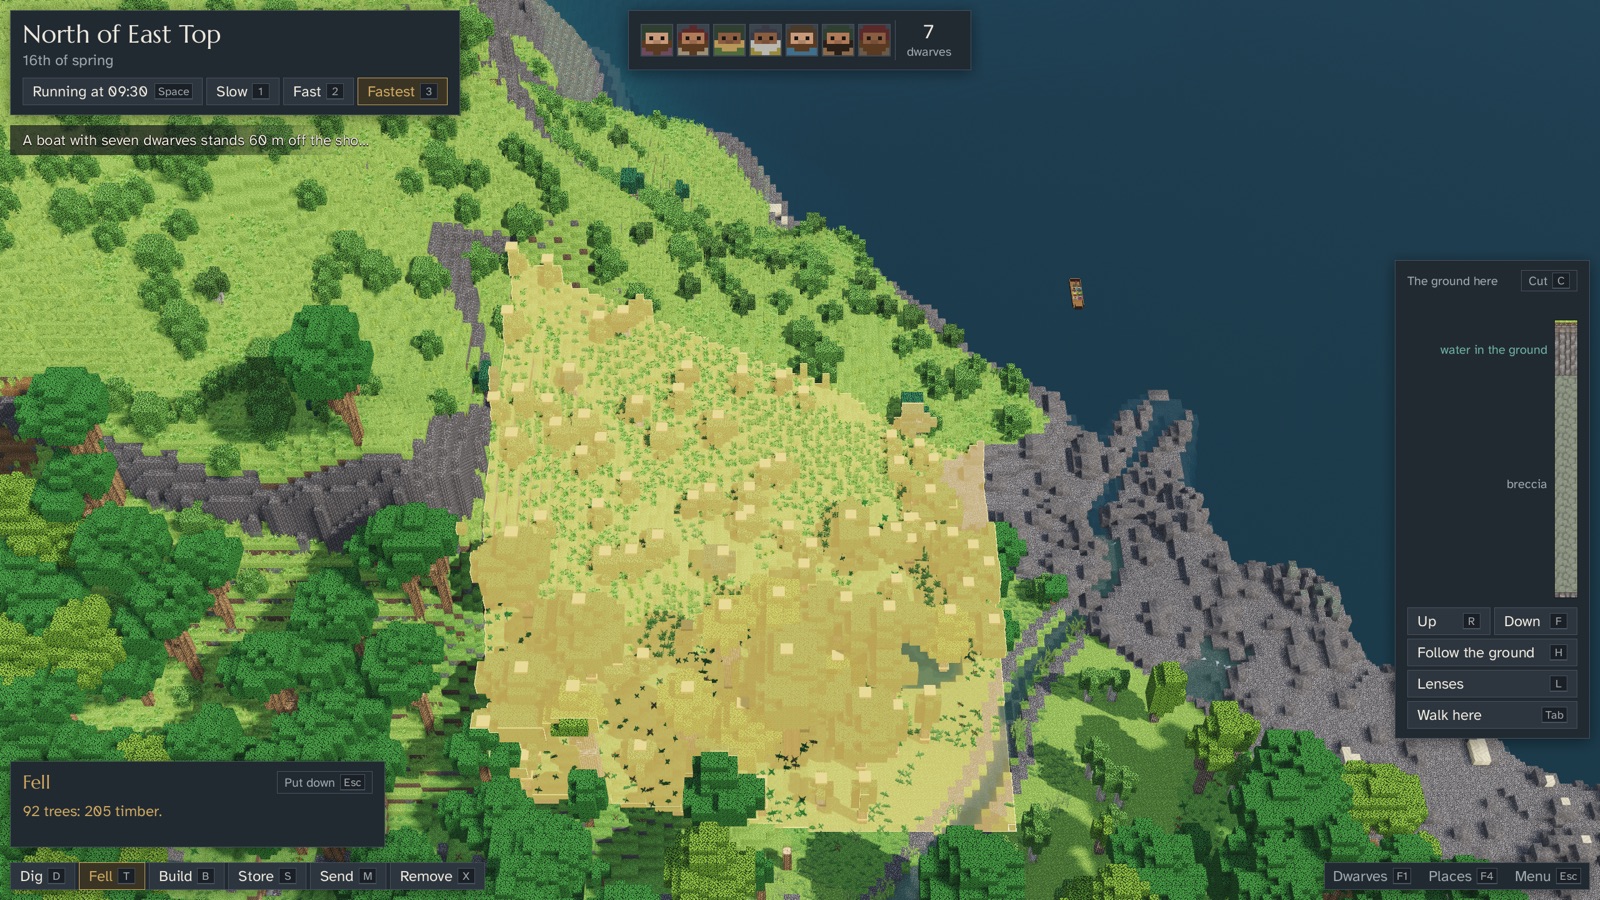 North of East Top
16th of spring
Running at 09:30 Space
Slow 1
Fast 2
Fastest 3
A boat with seven dwarves stands 60 m off the sho...
7
dwarves
The ground here
Cut C
water in the ground
breccia
Up R
Down F
Follow the ground H
Lenses L
Walk here Tab
Fell
Put down Esc
92 trees: 205 timber.
Dig D
Fell T
Build B
Store S
Send M
Remove X
Dwarves F1
Places F4
Menu Esc